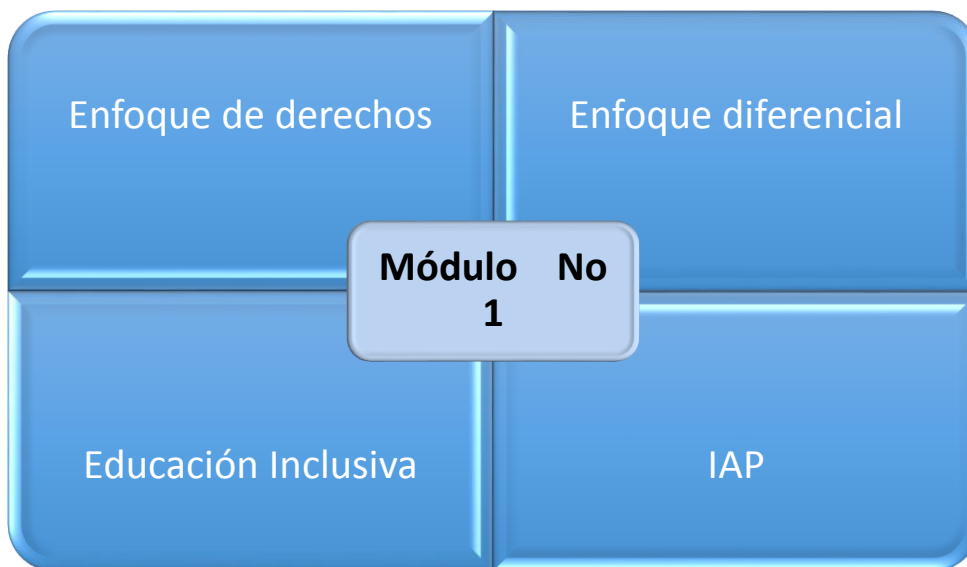 Enfoque de derechos
Enfoque diferencial
Módulo No
1
Educación Inclusiva
IAP